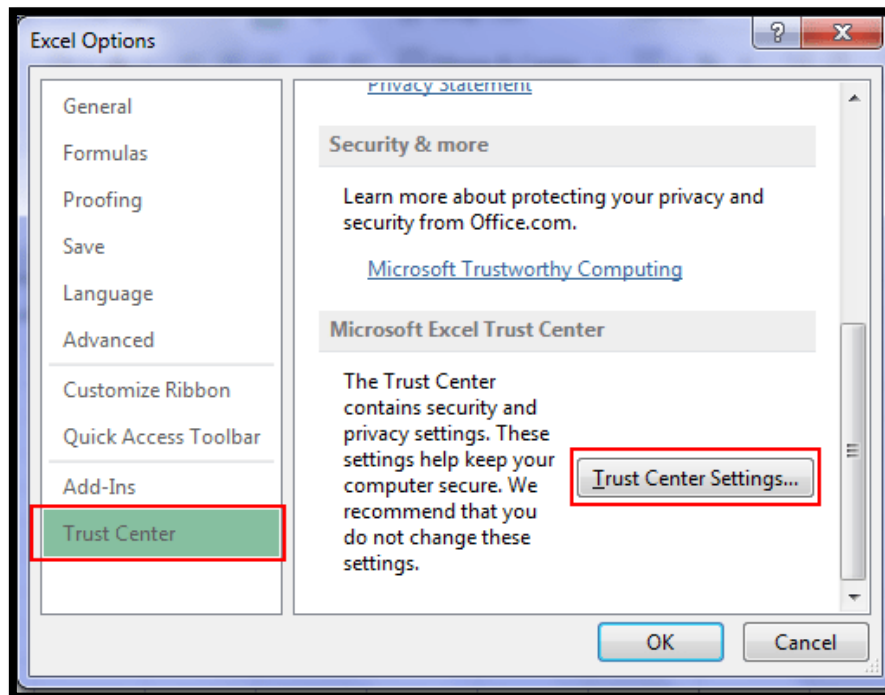 Excel Options
General
Formulas
Proofing
Save
Language
Advanced
Customize Ribbon
Quick Access Toolbar
Add-Ins
Trust Center
Privacy Statement
Security & more
Learn more about protecting your privacy and
security from Office.com.
Microsoft Trustworthy Computing
Microsoft Excel Trust Center
The Trust Center
contains security and
privacy settings. These
settings help keep your
computer secure. We
recommend that you
do not change these
settings.
Trust Center Settings...
OK
Cancel